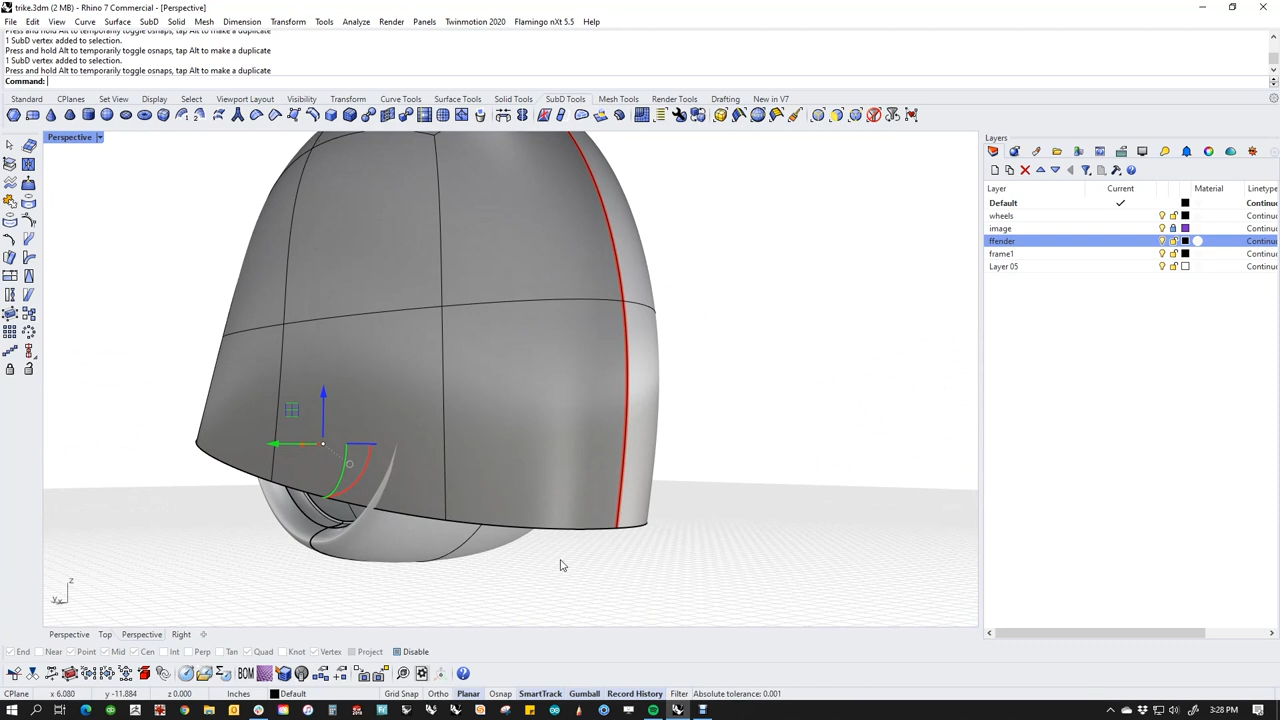 trike.3dm (2 MB) - Rhino 7 Commercial - [Perspective]
File Edit View Curve Surface SubD Solid Mesh Dimension Transform Tools Analyze Render Panels Twinmotion 2020 Flamingo nXt 5.5 Help
Press and hold Alt to temporarily toggle osnaps, tap Alt to make a duplicate
1 SubD vertex added to selection.
Press and hold Alt to temporarily toggle osnaps, tap Alt to make a duplicate
1 SubD vertex added to selection.
Press and hold Alt to temporarily toggle osnaps, tap Alt to make a duplicate
Command:
Standard CPlanes Set View Display Select Viewport Layout Visibility Transform Curve Tools Surface Tools Solid Tools SubD Tools Mesh Tools Render Tools Drafting New in V7
Perspective
Layers
Layer Current Material Linetype
Default Continuo
wheels Continuo
image Continuo
ffender Continuo
frame1 Continuo
Layer 05 Continuo
z
y x
Perspective Top Perspective Right
End Near Point Mid Cen Int Perp Tan Quad Knot Vertex Project Disable
BOM
CPlane x 6.080 y -11.884 z 0.000 Inches Default Grid Snap Ortho Planar Osnap SmartTrack Gumball Record History Filter Absolute tolerance: 0.001
3:28 PM